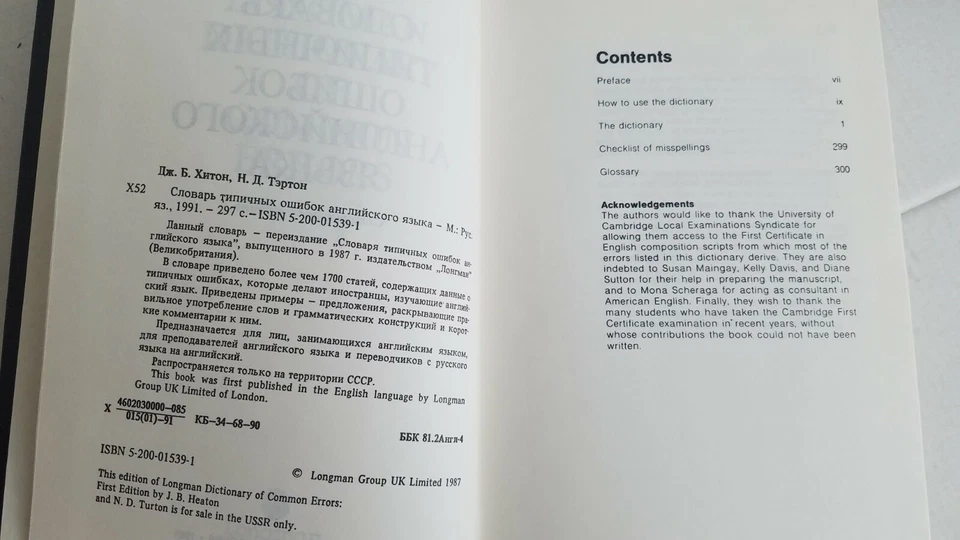 Дж. Б. Хитон, Н. Д. Тэртон
X52 Словарь типичных ошибок английского языка – М.: Рус.
яз., 1991. – 297 с.– ISBN 5-200-01539-1
Данный словарь – переиздание „Словаря типичных ошибок ан-
глийского языка", выпущенного в 1987 г. издательством „Лонгман"
(Великобритания).
В словаре приведено более чем 1700 статей, содержащих данные о
типичных ошибках, которые делают иностранцы, изучающие англий-
ский язык. Приведены примеры – предложения, раскрывающие пра-
вильное употребление слов и грамматических конструкций и корот-
кие комментарии к ним.
Предназначается для лиц, занимающихся английским языком,
для преподавателей английского языка и переводчиков с русского
языка на английский.
Распространяется только на территории СССР.
This book was first published in the English language by Longman
Group UK Limited of London.
X 4602030000–085
015(01)–91
КБ–34–68–90
ББК 81.2Англ-4
ISBN 5-200-01539-1
© Longman Group UK Limited 1987
This edition of Longman Dictionary of Common Errors:
First Edition by J. B. Heaton
and N. D. Turton is for sale in the USSR only.
Contents
Preface vii
How to use the dictionary ix
The dictionary 1
Checklist of misspellings 299
Glossary 300
Acknowledgements
The authors would like to thank the University of
Cambridge Local Examinations Syndicate for
allowing them access to the First Certificate in
English composition scripts from which most of the
errors listed in this dictionary derive. They are also
indebted to Susan Maingay, Kelly Davis, and Diane
Sutton for their help in preparing the manuscript,
and to Mona Scheraga for acting as consultant in
American English. Finally, they wish to thank the
many students who have taken the Cambridge First
Certificate examination in recent years, without
whose contributions the book could not have been
written.